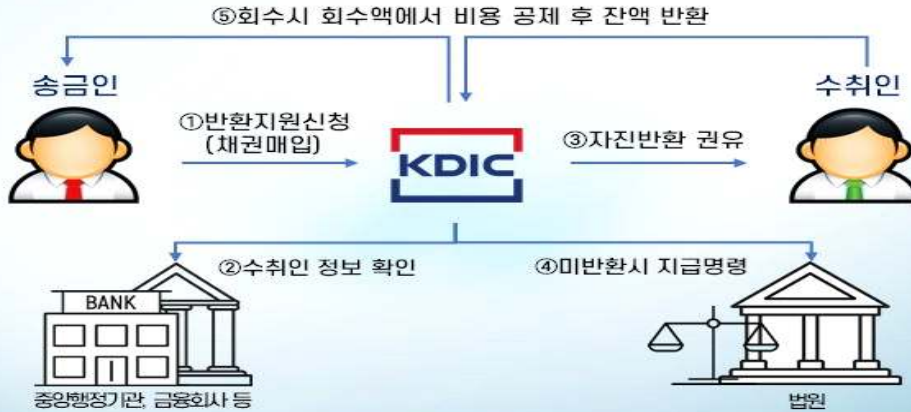 ⑤회수시 회수액에서 비용 공제 후 잔액 반환
송금인
수취인
①반환지원신청
(채권매입)
KDIC
③자진반환 권유
②수취인 정보 확인
④미반환시 지급명령
BANK
중앙행정기관, 금융회사 등
법원